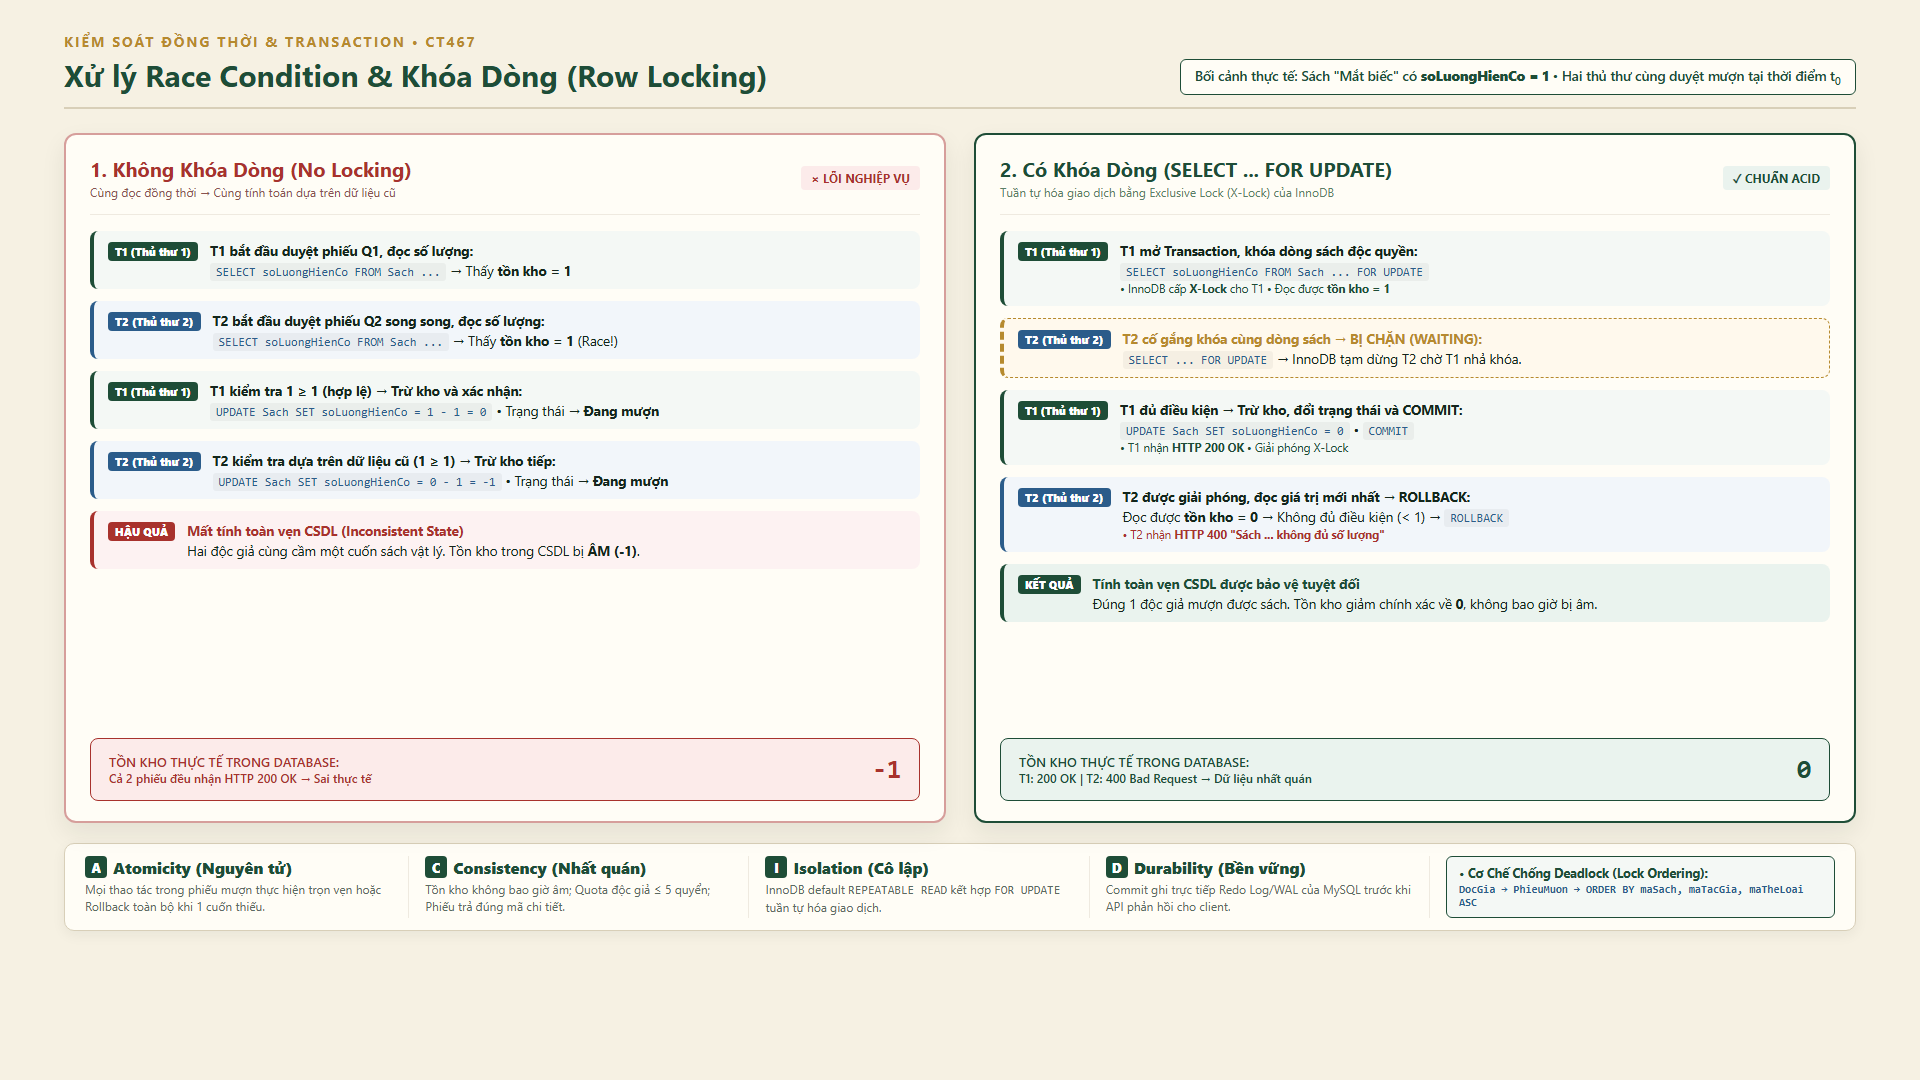 KIỂM SOÁT ĐỒNG THỜI & TRANSACTION • CT467
Xử lý Race Condition & Khóa Dòng (Row Locking)
Bối cảnh thực tế: Sách "Mắt biếc" có soLuongHienCo = 1 • Hai thủ thư cùng duyệt mượn tại thời điểm t0
1. Không Khóa Dòng (No Locking)
Cùng đọc đồng thời → Cùng tính toán dựa trên dữ liệu cũ
× LỖI NGHIỆP VỤ
T1 (Thủ thư 1) T1 bắt đầu duyệt phiếu Q1, đọc số lượng:
SELECT soLuongHienCo FROM Sach ... → Thấy tồn kho = 1
T2 (Thủ thư 2) T2 bắt đầu duyệt phiếu Q2 song song, đọc số lượng:
SELECT soLuongHienCo FROM Sach ... → Thấy tồn kho = 1 (Race!)
T1 (Thủ thư 1) T1 kiểm tra 1 ≥ 1 (hợp lệ) → Trừ kho và xác nhận:
UPDATE Sach SET soLuongHienCo = 1 - 1 = 0 • Trạng thái → Đang mượn
T2 (Thủ thư 2) T2 kiểm tra dựa trên dữ liệu cũ (1 ≥ 1) → Trừ kho tiếp:
UPDATE Sach SET soLuongHienCo = 0 - 1 = -1 • Trạng thái → Đang mượn
HẬU QUẢ Mất tính toàn vẹn CSDL (Inconsistent State)
Hai độc giả cùng cầm một cuốn sách vật lý. Tồn kho trong CSDL bị ÂM (-1).
TỒN KHO THỰC TẾ TRONG DATABASE:
Cả 2 phiếu đều nhận HTTP 200 OK → Sai thực tế
-1
2. Có Khóa Dòng (SELECT ... FOR UPDATE)
Tuần tự hóa giao dịch bằng Exclusive Lock (X-Lock) của InnoDB
✓ CHUẨN ACID
T1 (Thủ thư 1) T1 mở Transaction, khóa dòng sách độc quyền:
SELECT soLuongHienCo FROM Sach ... FOR UPDATE
• InnoDB cấp X-Lock cho T1 • Đọc được tồn kho = 1
T2 (Thủ thư 2) T2 cố gắng khóa cùng dòng sách → BỊ CHẶN (WAITING):
SELECT ... FOR UPDATE → InnoDB tạm dừng T2 chờ T1 nhả khóa.
T1 (Thủ thư 1) T1 đủ điều kiện → Trừ kho, đổi trạng thái và COMMIT:
UPDATE Sach SET soLuongHienCo = 0 • COMMIT
• T1 nhận HTTP 200 OK • Giải phóng X-Lock
T2 (Thủ thư 2) T2 được giải phóng, đọc giá trị mới nhất → ROLLBACK:
Đọc được tồn kho = 0 → Không đủ điều kiện (< 1) → ROLLBACK
• T2 nhận HTTP 400 "Sách ... không đủ số lượng"
KẾT QUẢ Tính toàn vẹn CSDL được bảo vệ tuyệt đối
Đúng 1 độc giả mượn được sách. Tồn kho giảm chính xác về 0, không bao giờ bị âm.
TỒN KHO THỰC TẾ TRONG DATABASE:
T1: 200 OK | T2: 400 Bad Request → Dữ liệu nhất quán
0
A Atomicity (Nguyên tử)
Mọi thao tác trong phiếu mượn thực hiện trọn vẹn hoặc
Rollback toàn bộ khi 1 cuốn thiếu.
C Consistency (Nhất quán)
Tồn kho không bao giờ âm; Quota độc giả ≤ 5 quyển;
Phiếu trả đúng mã chi tiết.
I Isolation (Cô lập)
InnoDB default REPEATABLE READ kết hợp FOR UPDATE
tuần tự hóa giao dịch.
D Durability (Bền vững)
Commit ghi trực tiếp Redo Log/WAL của MySQL trước khi
API phản hồi cho client.
• Cơ Chế Chống Deadlock (Lock Ordering):
DocGia → PhieuMuon → ORDER BY maSach, maTacGia, maTheLoai
ASC